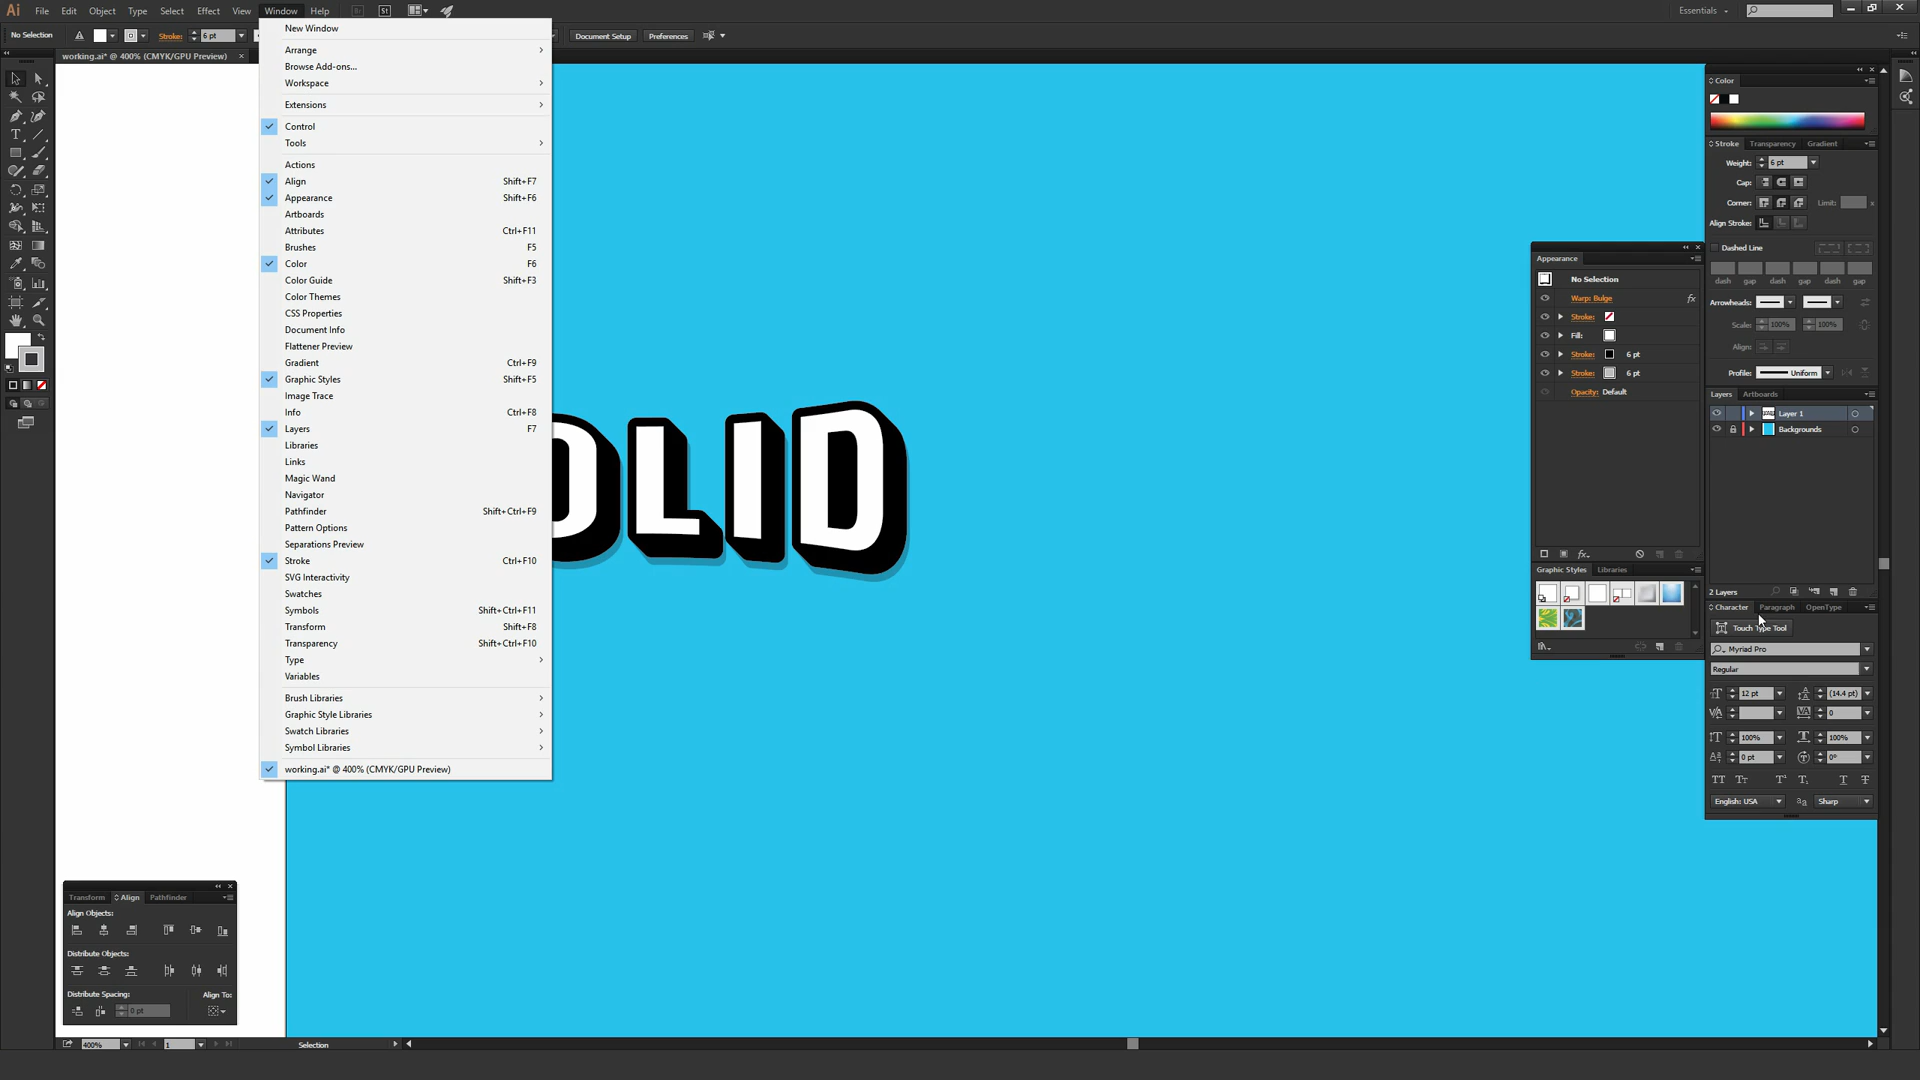 Ai File Edit Object Type Select Effect View Window Help Br St Essentials
No Selection Stroke: 6 pt Document Setup Preferences
working.ai* @ 400% (CMYK/GPU Preview)
New Window
Arrange
Browse Add-ons...
Workspace
Extensions
Control
Tools
Actions
Align Shift+F7
Appearance Shift+F6
Artboards
Attributes Ctrl+F11
Brushes F5
Color F6
Color Guide Shift+F3
Color Themes
CSS Properties
Document Info
Flattener Preview
Gradient Ctrl+F9
Graphic Styles Shift+F5
Image Trace
Info Ctrl+F8
Layers F7
Libraries
Links
Magic Wand
Navigator
Pathfinder Shift+Ctrl+F9
Pattern Options
Separations Preview
Stroke Ctrl+F10
SVG Interactivity
Swatches
Symbols Shift+Ctrl+F11
Transform Shift+F8
Transparency Shift+Ctrl+F10
Type
Variables
Brush Libraries
Graphic Style Libraries
Swatch Libraries
Symbol Libraries
working.ai* @ 400% (CMYK/GPU Preview)
OLID
Transform Align Pathfinder
Align Objects:
Distribute Objects:
Distribute Spacing: Align To:
0 pt
400% 1 Selection
Appearance
No Selection
Warp: Bulge fx
Stroke:
Fill:
Stroke: 6 pt
Stroke: 6 pt
Opacity: Default
fx
Graphic Styles Libraries
Color
Stroke Transparency Gradient
Weight: 6 pt
Cap:
Corner: Limit: x
Align Stroke:
Dashed Line
dash gap dash gap dash gap
Arrowheads:
Scale: 100% 100%
Align:
Profile: Uniform
Layers Artboards
Layer 1
Backgrounds
2 Layers
Character Paragraph OpenType
Touch Type Tool
Myriad Pro
Regular
12 pt (14.4 pt)
0
100% 100%
0 pt 0°
TT Tт T¹ T₁ T T
English: USA aa Sharp